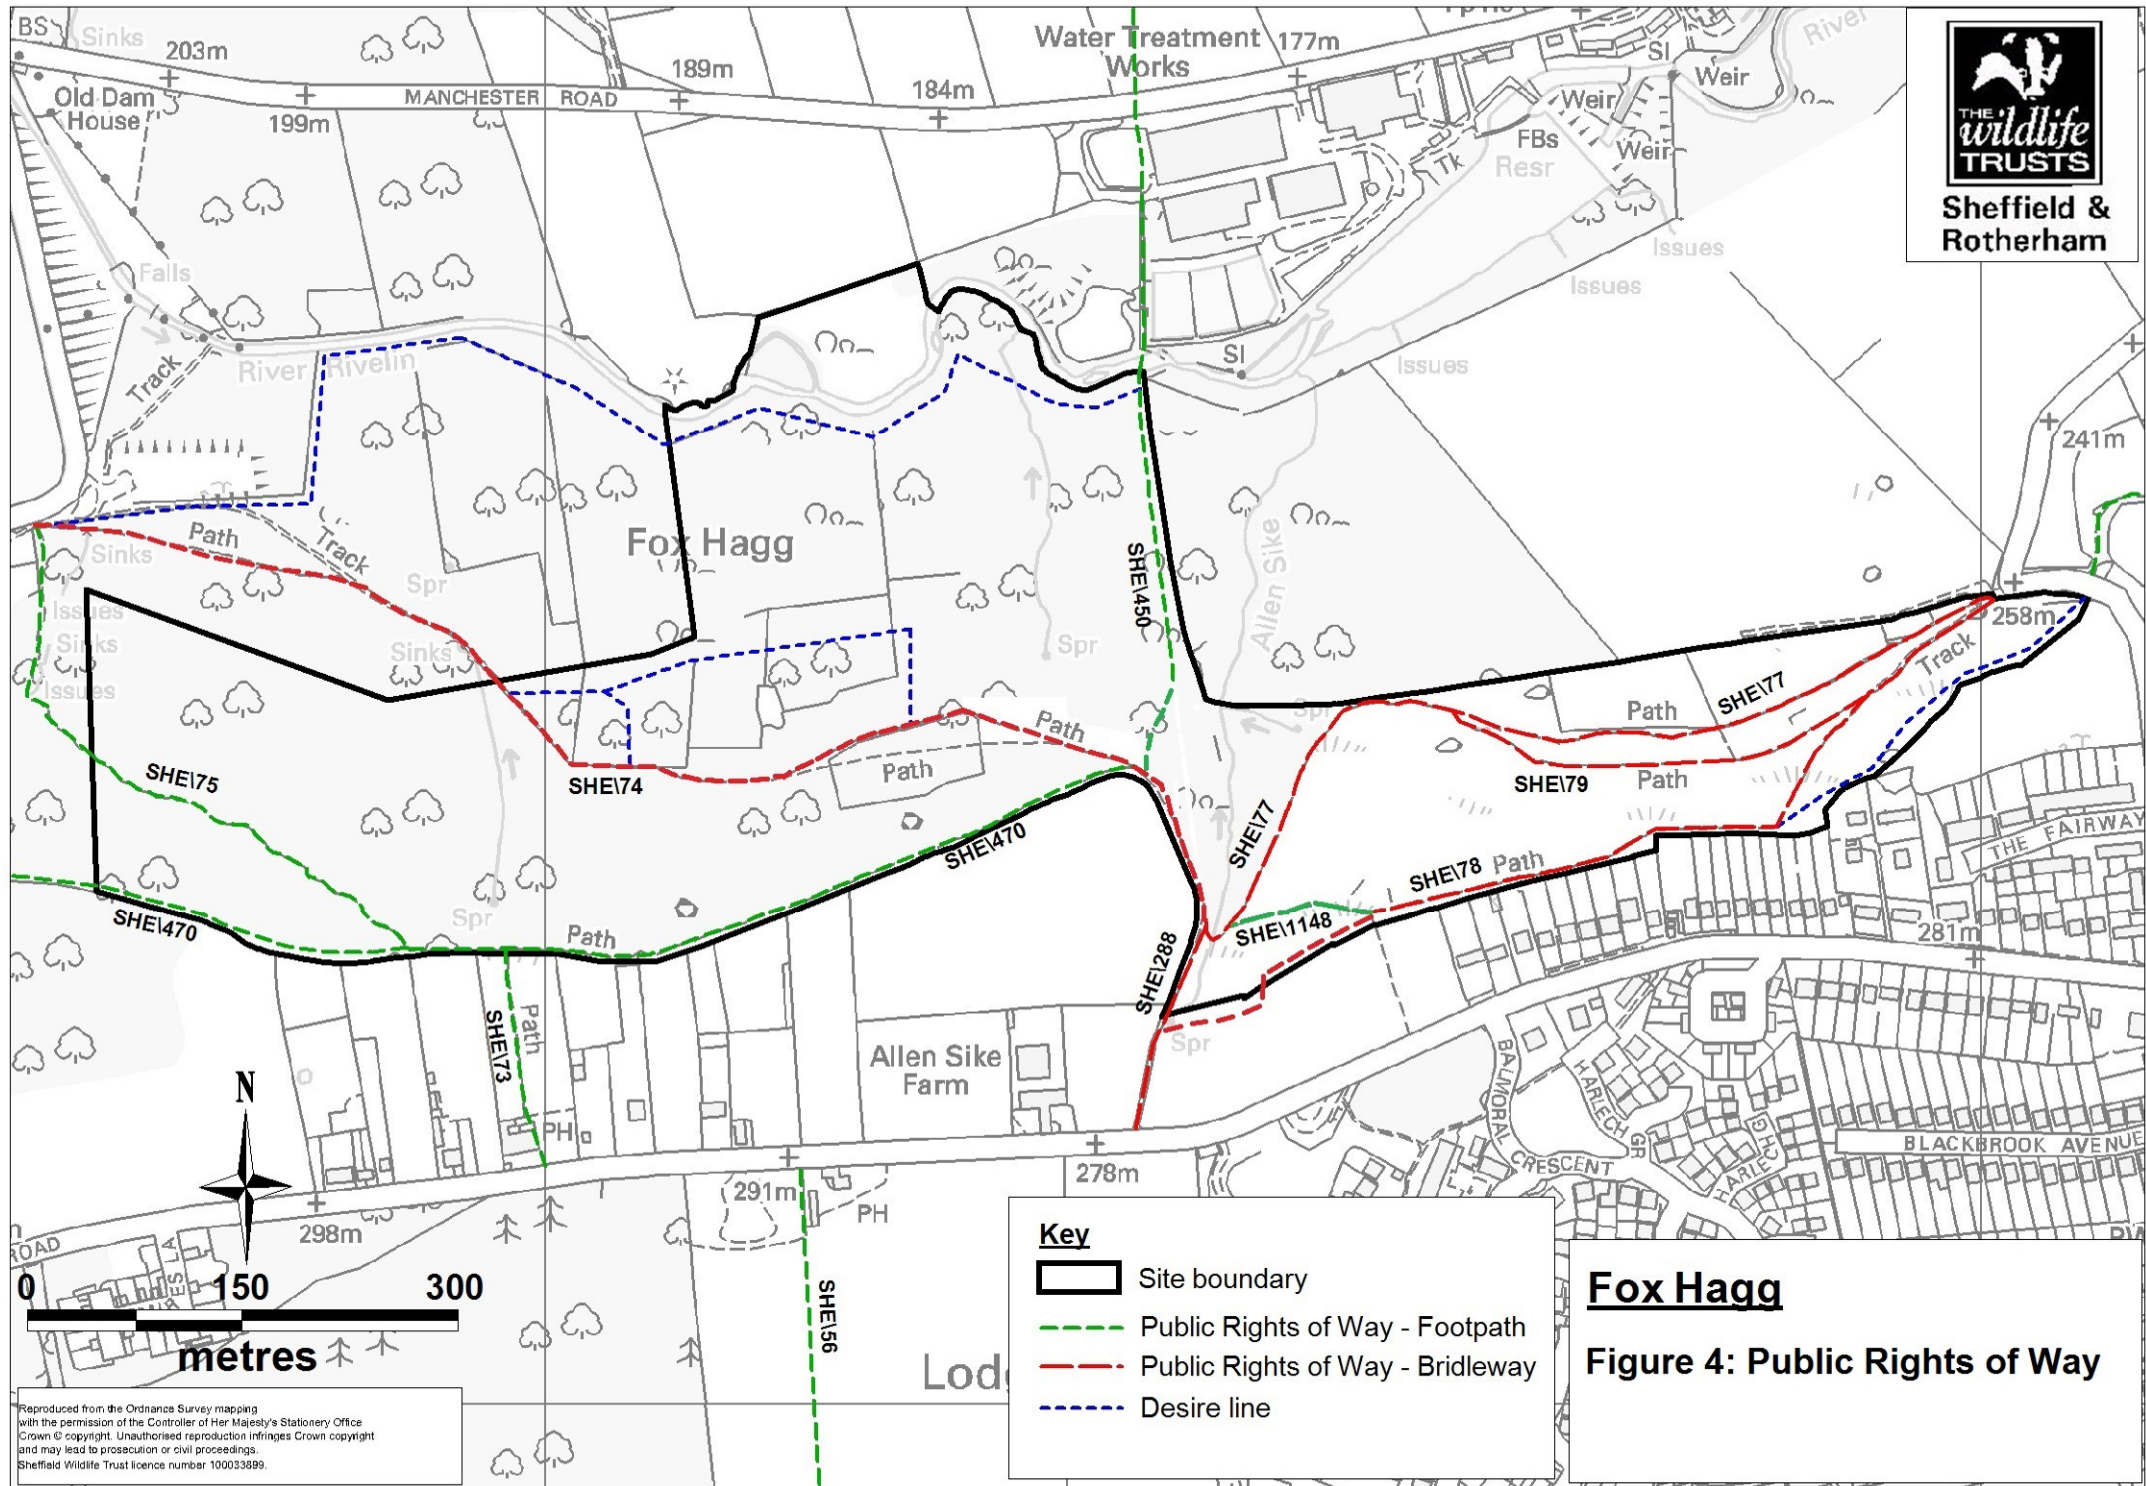 BS
Sinks
203m
Old Dam
House
199m
MANCHESTER ROAD
189m
184m
Water Treatment
Works
177m
SI
Weir
River
Weir
FBs
Weir
Tk
Resr
Issues
Issues
THE
wildlife
TRUSTS
Sheffield &
Rotherham
Falls
Track
River Rivelin
SI
Issues
241m
Path
Track
Sinks
Issues
Sinks
Issues
Spr
Sinks
Fox Hagg
SHE\450
Allen Sike
Spr
258m
Track
Spr
Path
SHE\77
SHE\75
SHE\74
Path
Path
SHE\79
Path
SHE\77
SHE\470
SHE\78
Path
THE FAIRWAY
SHE\470
Spr
Path
SHE\1148
SHE\288
281m
SHE\73
Path
Spr
Allen Sike
Farm
PH
BALMORAL
CRESCENT
HARLECH GR
HARLECH
BLACKBROOK AVENUE
278m
291m
PH
298m
ROAD
N
0 150 300
metres
SHE\56
Key
Site boundary
Public Rights of Way - Footpath
Public Rights of Way - Bridleway
Desire line
Fox Hagg
Figure 4: Public Rights of Way
Reproduced from the Ordnance Survey mapping
with the permission of the Controller of Her Majesty's Stationery Office
Crown © copyright. Unauthorised reproduction infringes Crown copyright
and may lead to prosecution or civil proceedings.
Sheffield Wildlife Trust licence number 100033899.